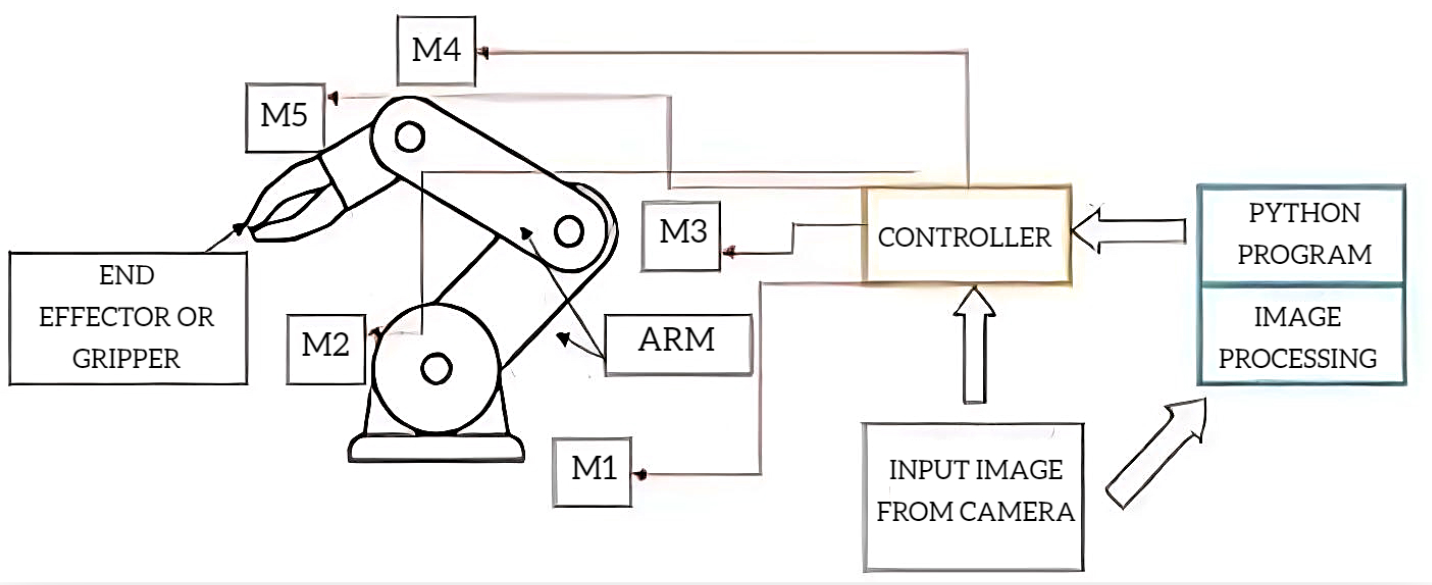 M4
M5
M3
CONTROLLER
PYTHON
PROGRAM
IMAGE
PROCESSING
END
EFFECTOR OR
GRIPPER
M2
ARM
M1
INPUT IMAGE
FROM CAMERA